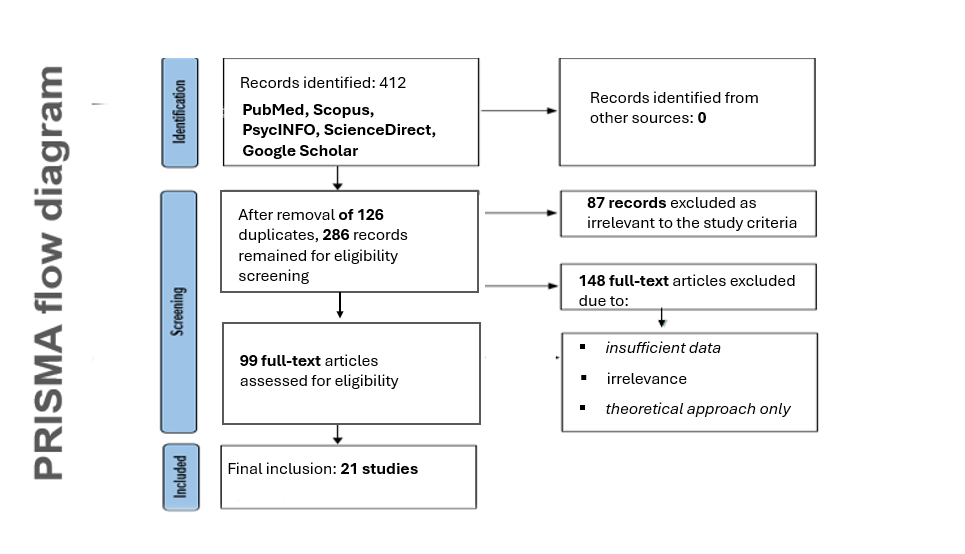 PRISMA flow diagram
Identification
Records identified: 412
PubMed, Scopus,
PsycINFO, ScienceDirect,
Google Scholar
Records identified from
other sources: 0
Screening
After removal of 126
duplicates, 286 records
remained for eligibility
screening
87 records excluded as
irrelevant to the study criteria
148 full-text articles excluded
due to:
99 full-text articles
assessed for eligibility
▪ insufficient data
▪ irrelevance
▪ theoretical approach only
Included
Final inclusion: 21 studies